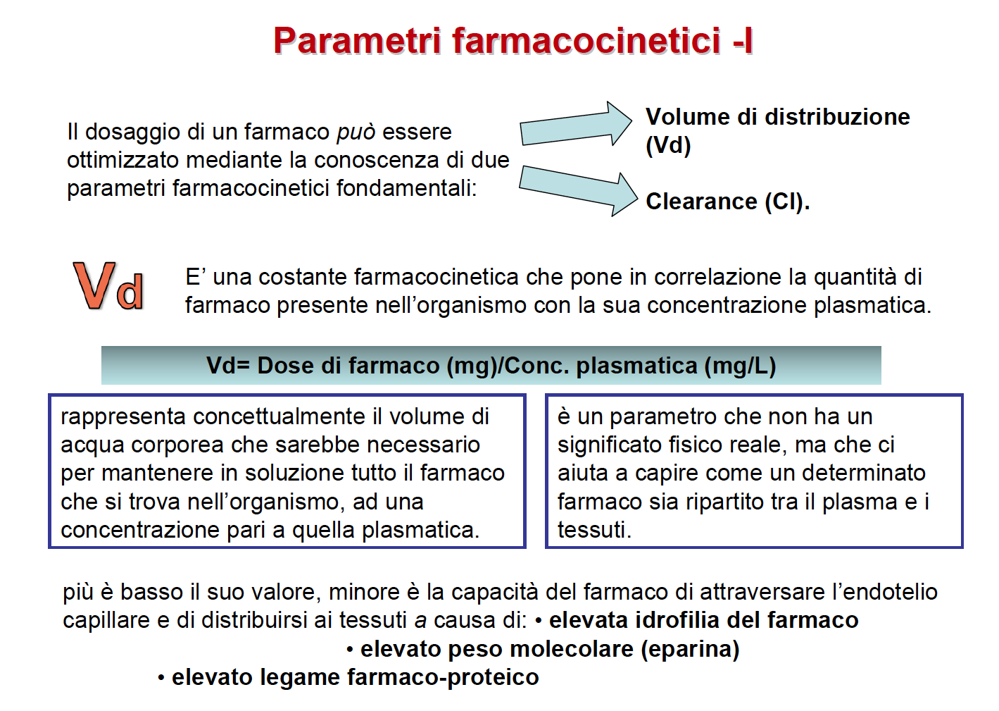 Parametri farmacocinetici -I
Il dosaggio di un farmaco può essere
ottimizzato mediante la conoscenza di due
parametri farmacocinetici fondamentali:
Volume di distribuzione
(Vd)
Clearance (Cl).
Vd
E’ una costante farmacocinetica che pone in correlazione la quantità di
farmaco presente nell’organismo con la sua concentrazione plasmatica.
Vd= Dose di farmaco (mg)/Conc. plasmatica (mg/L)
rappresenta concettualmente il volume di
acqua corporea che sarebbe necessario
per mantenere in soluzione tutto il farmaco
che si trova nell’organismo, ad una
concentrazione pari a quella plasmatica.
è un parametro che non ha un
significato fisico reale, ma che ci
aiuta a capire come un determinato
farmaco sia ripartito tra il plasma e i
tessuti.
più è basso il suo valore, minore è la capacità del farmaco di attraversare l’endotelio
capillare e di distribuirsi ai tessuti a causa di: • elevata idrofilia del farmaco
• elevato peso molecolare (eparina)
• elevato legame farmaco-proteico